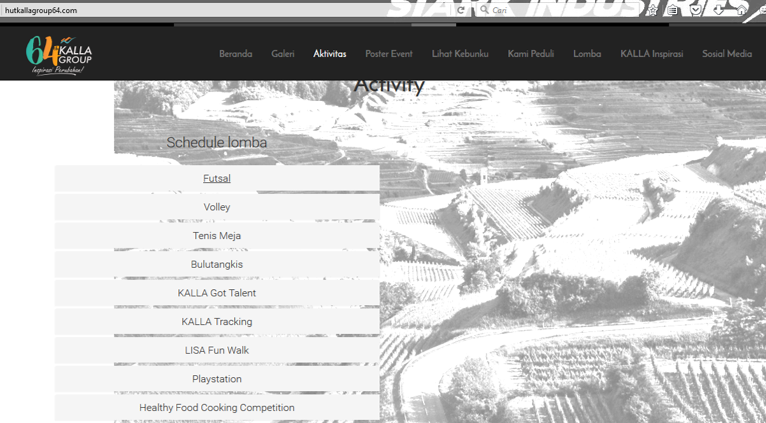 STARK INDUSTRIES
hutkallagroup64.com
Cari
64 KALLA
GROUP
Inspirasi Perubahan!
Beranda Galeri Aktivitas Poster Event Lihat Kebunku Kami Peduli Lomba KALLA Inspirasi Sosial Media
Activity
Schedule lomba
Futsal
Volley
Tenis Meja
Bulutangkis
KALLA Got Talent
KALLA Tracking
LISA Fun Walk
Playstation
Healthy Food Cooking Competition